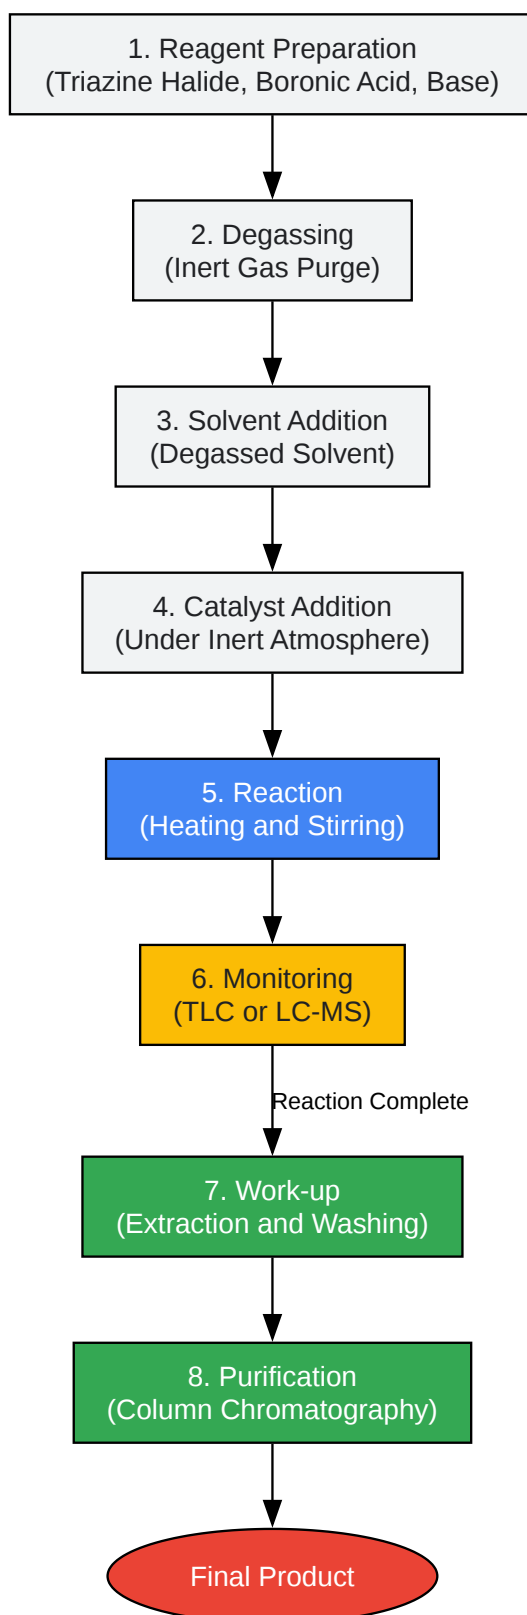 1. Reagent Preparation
(Triazine Halide, Boronic Acid, Base)
2. Degassing
(Inert Gas Purge)
3. Solvent Addition
(Degassed Solvent)
4. Catalyst Addition
(Under Inert Atmosphere)
5. Reaction
(Heating and Stirring)
6. Monitoring
(TLC or LC-MS)
Reaction Complete
7. Work-up
(Extraction and Washing)
8. Purification
(Column Chromatography)
Final Product